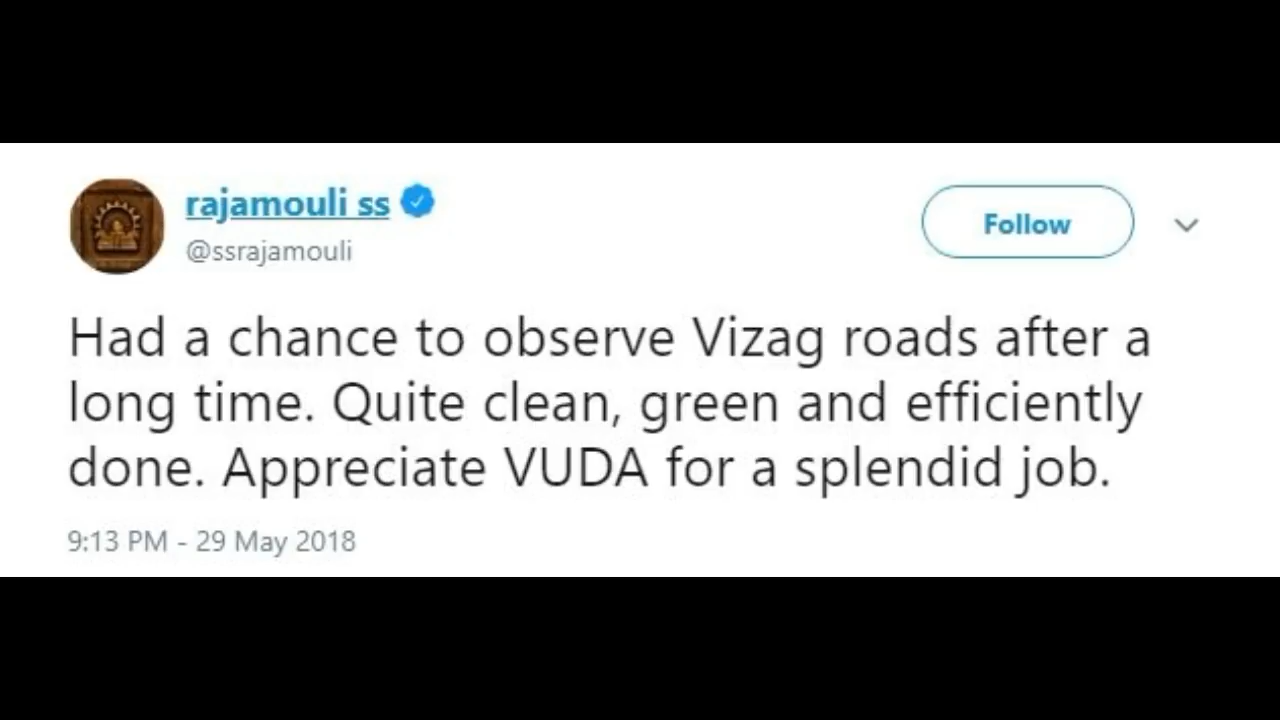 rajamouli ss
@ssrajamouli
Follow
Had a chance to observe Vizag roads after a
long time. Quite clean, green and efficiently
done. Appreciate VUDA for a splendid job.
9:13 PM - 29 May 2018